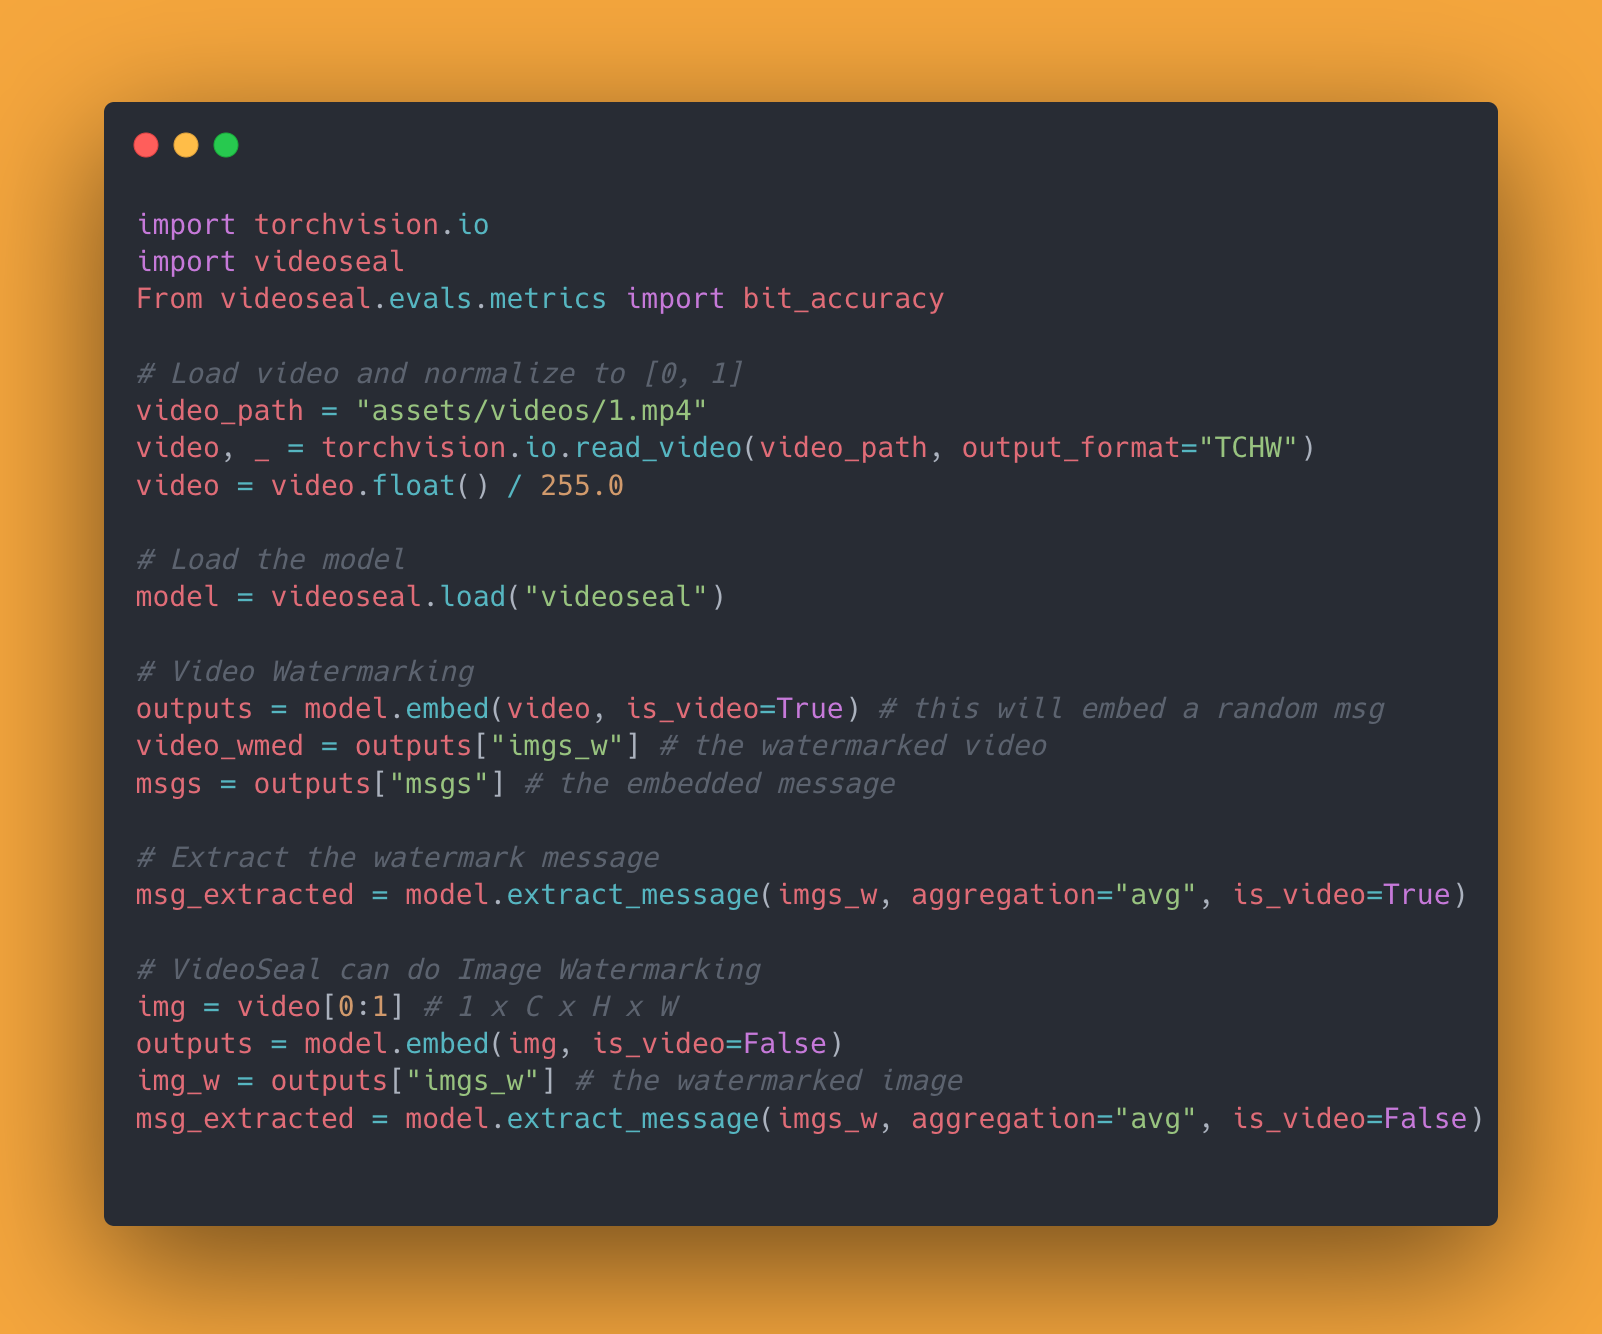 import torchvision.io
import videoseal
From videoseal.evals.metrics import bit_accuracy
# Load video and normalize to [0, 1]
video_path = "assets/videos/1.mp4"
video, _ = torchvision.io.read_video(video_path, output_format="TCHW")
video = video.float() / 255.0
# Load the model
model = videoseal.load("videoseal")
# Video Watermarking
outputs = model.embed(video, is_video=True) # this will embed a random msg
video_wmed = outputs["imgs_w"] # the watermarked video
msgs = outputs["msgs"] # the embedded message
# Extract the watermark message
msg_extracted = model.extract_message(imgs_w, aggregation="avg", is_video=True)
# VideoSeal can do Image Watermarking
img = video[0:1] # 1 x C x H x W
outputs = model.embed(img, is_video=False)
img_w = outputs["imgs_w"] # the watermarked image
msg_extracted = model.extract_message(imgs_w, aggregation="avg", is_video=False)